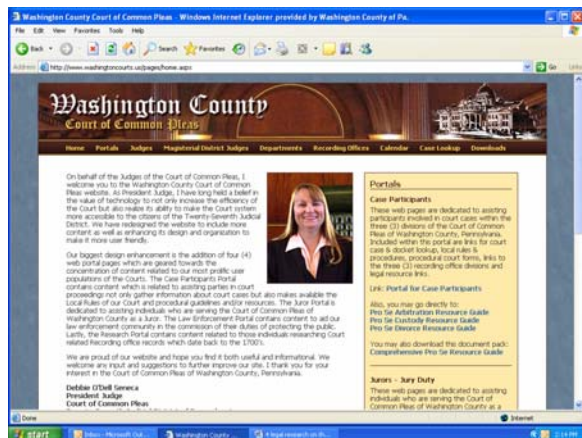 Washington County Court of Common Pleas - Windows Internet Explorer provided by Washington County of Pa.
File Edit View Favorites Tools Help
Back Search Favorites
Address http://www.washingtoncourts.us/pages/home.aspx Go Links
Washington County
Court of Common Pleas
Home Portals Judges Magisterial District Judges Departments Recording Offices Calendar Case Lookup Downloads
On behalf of the Judges of the Court of Common Pleas, I
welcome you to the Washington County Court of Common
Pleas website. As President Judge, I have long held a belief in
the value of technology to not only increase the efficiency of
the Court but also realize its ability to make the Court system
more accessible to the citizens of the Twenty-Seventh Judicial
District. We have redesigned the website to include more
content as well as enhancing its design and organization to
make it more user friendly.
Our biggest design enhancement is the addition of four (4)
web portal pages which are geared towards the
concentration of content related to our most prolific user
populations of the Courts. The Case Participants Portal
contains content which is related to assisting parties in court
proceedings not only gather information about court cases but also makes available the
Local Rules of our Court and procedural guidelines and/or resources. The Juror Portal is
dedicated to assisting individuals who are serving the Court of Common Pleas of
Washington County. The Law Enforcement Portal contains content to aid our
law enforcement community in the commission of their duties of protecting the public.
Lastly, the Research Portal contains content related to those individuals researching Court
related Recording office records which date back to the 1700's.
We are proud of our website and hope you find it both useful and informational. We
welcome any input and suggestions to further improve our site. I thank you for your
interest in the Court of Common Pleas of Washington County, Pennsylvania.
Debbie O'Dell Seneca
President Judge
Court of Common Pleas
Portals
Case Participants
These web pages are dedicated to assisting
participants involved in court cases within the
three (3) divisions of the Court of Common
Pleas of Washington County, Pennsylvania.
Included within the portal are links for court
case & docket lookup, local rules &
procedures, procedural court forms, links to
the three (3) recording office divisions and
legal resource links.
Link: Portal for Case Participants
Also, you may go directly to:
Pro Se Arbitration Resource Guide
Pro Se Custody Resource Guide
Pro Se Divorce Resource Guide
You may also download this document pack:
Comprehensive Pro Se Resource Guide
Jurors - Jury Duty
These web pages are dedicated to assisting
individuals who are serving the Court of
Common Pleas of Washington County as a
Done Internet
start Inbox - Microsoft Out... Washington County ... 4 legal research on th... 2:14 PM